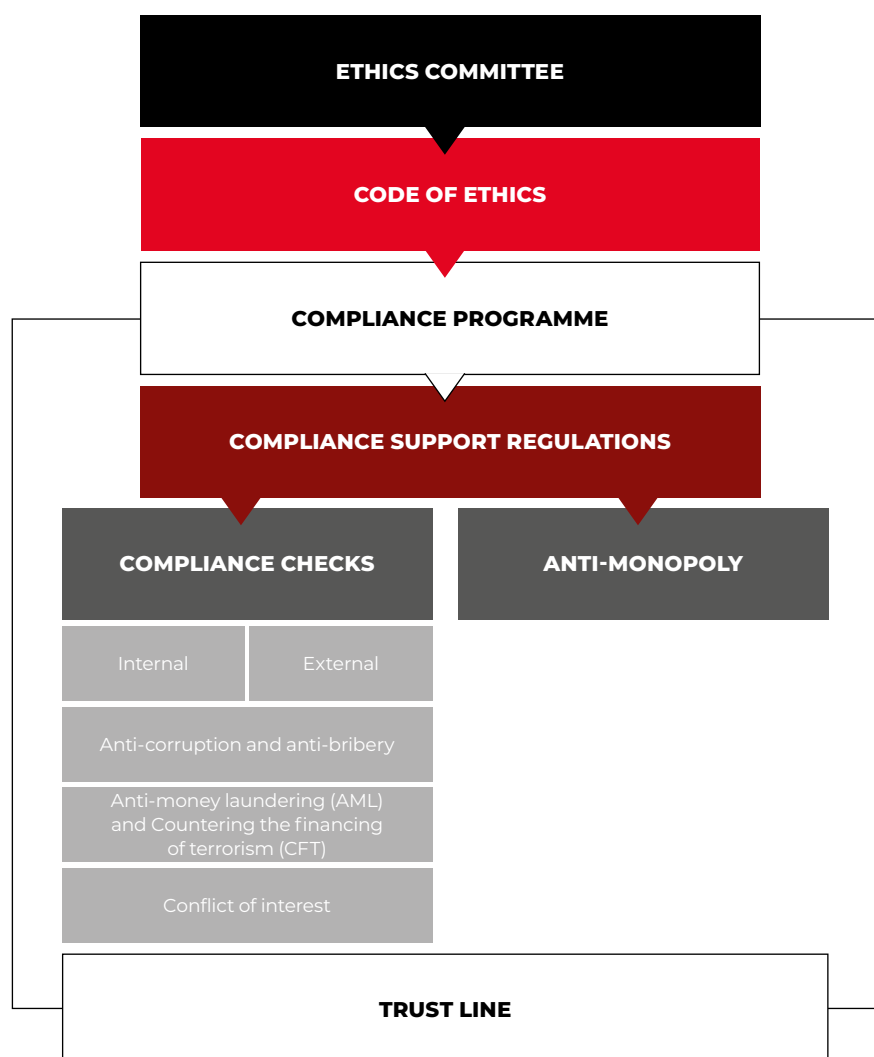 ETHICS COMMITTEE
CODE OF ETHICS
COMPLIANCE PROGRAMME
COMPLIANCE SUPPORT REGULATIONS
COMPLIANCE CHECKS
ANTI-MONOPOLY
Internal
External
Anti-corruption and anti-bribery
Anti-money laundering (AML)
and Countering the financing
of terrorism (CFT)
Conflict of interest
TRUST LINE